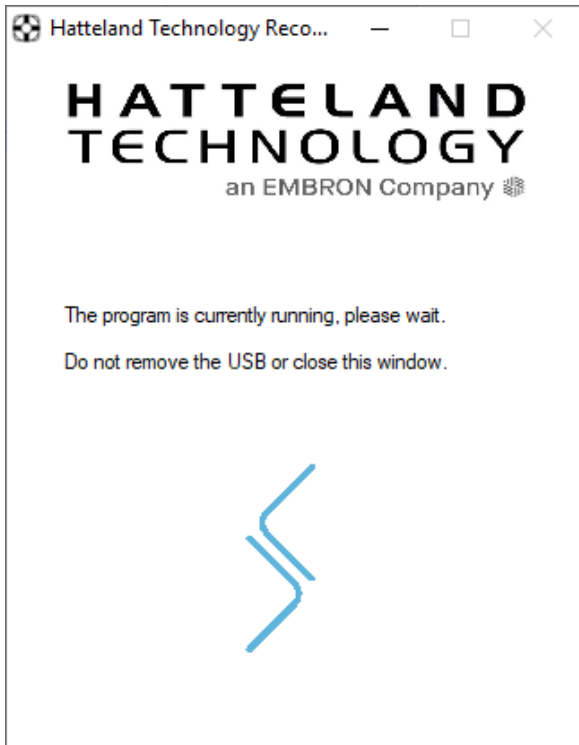 Hatteland Technology Reco...
HATTELAND
TECHNOLOGY
an EMBRON Company
The program is currently running, please wait.
Do not remove the USB or close this window.